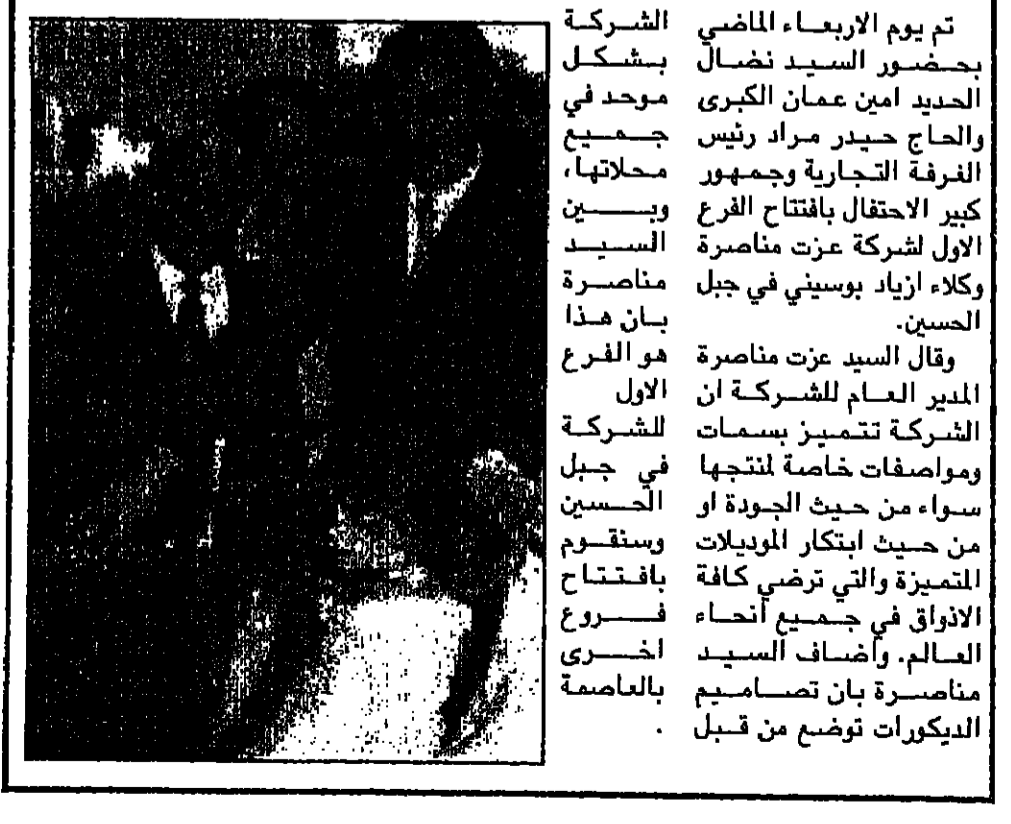 تم يوم الاربعاء الماضي
بحضور السيد نضال
الحديد امين عمان الكبرى
والحاج حيدر مراد رئيس
الغرفة التجارية وجمهور
كبير الاحتفال بافتتاح الفرع
الاول لشركة عزت مناصرة
وكلاء ازياد بوسيني في جبل
الحسين.
وقال السيد عزت مناصرة
المدير العام للشركة ان
الشركة تتميز بسمات
ومواصفات خاصة لمنتجها
سواء من حيث الجودة او
من حيث ابتكار الموديلات
المتميزة والتي ترضي كافة
الاذواق في جميع أنحاء
العالم. واضاف السيد
مناصرة بان تصاميم
الديكورات توضع من قبل
الشركة
بشكل
موحد في
جميع
محلاتها،
وبين
السيد
مناصرة
بان هذا
هو الفرع
الاول
للشركة
في جبل
الحسين
وسنقوم
بافتتاح
فروع
اخرى
بالعاصمة
.